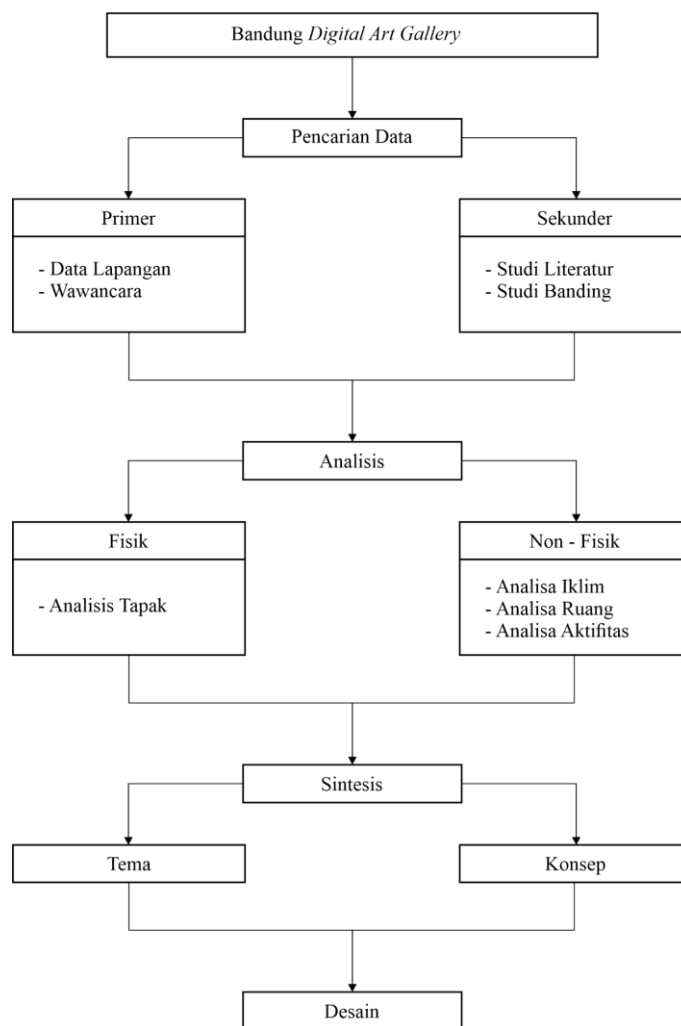 Bandung Digital Art Gallery
Pencarian Data
Primer
- Data Lapangan
- Wawancara
Sekunder
- Studi Literatur
- Studi Banding
Analisis
Fisik
- Analisis Tapak
Non - Fisik
- Analisa Iklim
- Analisa Ruang
- Analisa Aktifitas
Sintesis
Tema
Konsep
Desain